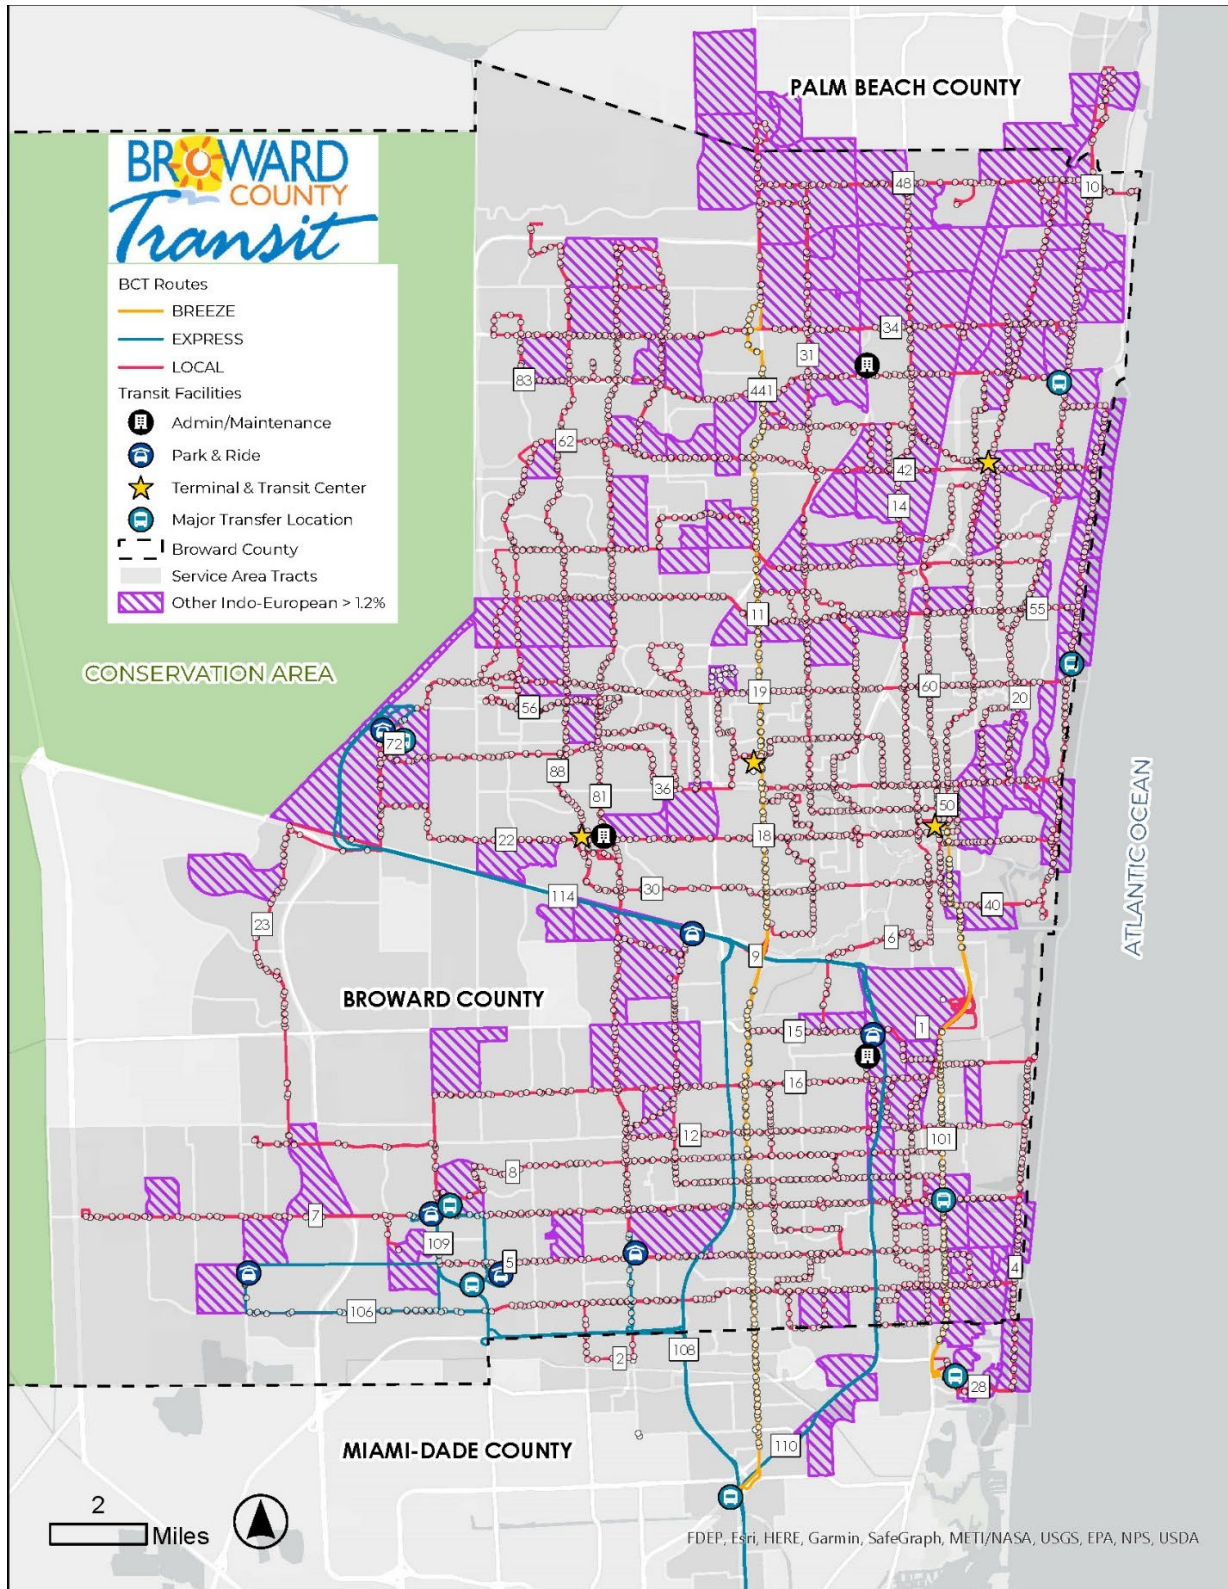 PALM BEACH COUNTY
BROWARD
COUNTY
Transit
BCT Routes
BREEZE
EXPRESS
LOCAL
Transit Facilities
Admin/Maintenance
Park & Ride
Terminal & Transit Center
Major Transfer Location
Broward County
Service Area Tracts
Other Indo-European > 1.2%
CONSERVATION AREA
BROWARD COUNTY
ATLANTIC OCEAN
MIAMI-DADE COUNTY
48
10
34
31
83
441
62
42
14
11
55
19
60
20
56
72
88
36
81
50
22
18
30
114
40
23
6
9
1
15
16
12
101
8
7
109
5
4
106
108
2
28
110
2
Miles
FDEP, Esri, HERE, Garmin, SafeGraph, METI/NASA, USGS, EPA, NPS, USDA